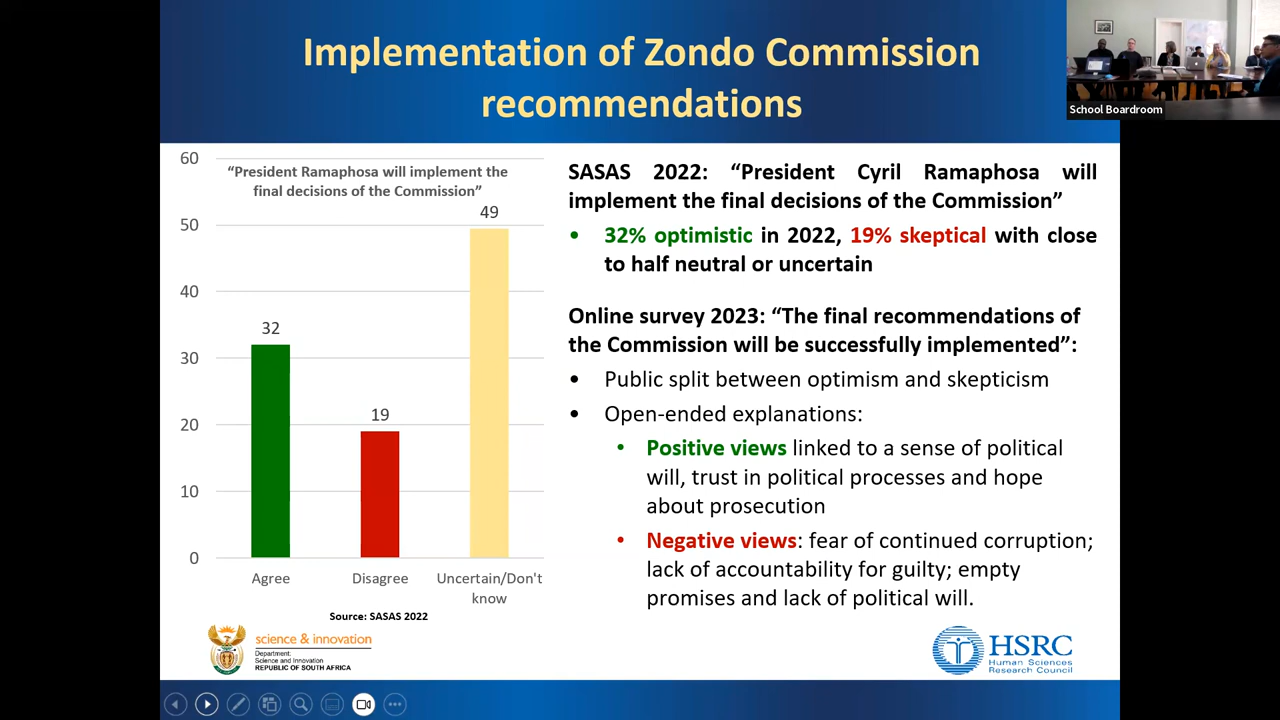 Implementation of Zondo Commission
recommendations
School Boardroom
60
50
40
30
20
10
0
“President Ramaphosa will implement the
final decisions of the Commission”
32
19
49
Agree
Disagree
Uncertain/Don't
know
Source: SASAS 2022
SASAS 2022: “President Cyril Ramaphosa will
implement the final decisions of the Commission”
• 32% optimistic in 2022, 19% skeptical with close
to half neutral or uncertain
Online survey 2023: “The final recommendations of
the Commission will be successfully implemented”:
• Public split between optimism and skepticism
• Open-ended explanations:
• Positive views linked to a sense of political
will, trust in political processes and hope
about prosecution
• Negative views: fear of continued corruption;
lack of accountability for guilty; empty
promises and lack of political will.
science & innovation
Department:
Science and Innovation
REPUBLIC OF SOUTH AFRICA
HSRC
Human Sciences
Research Council